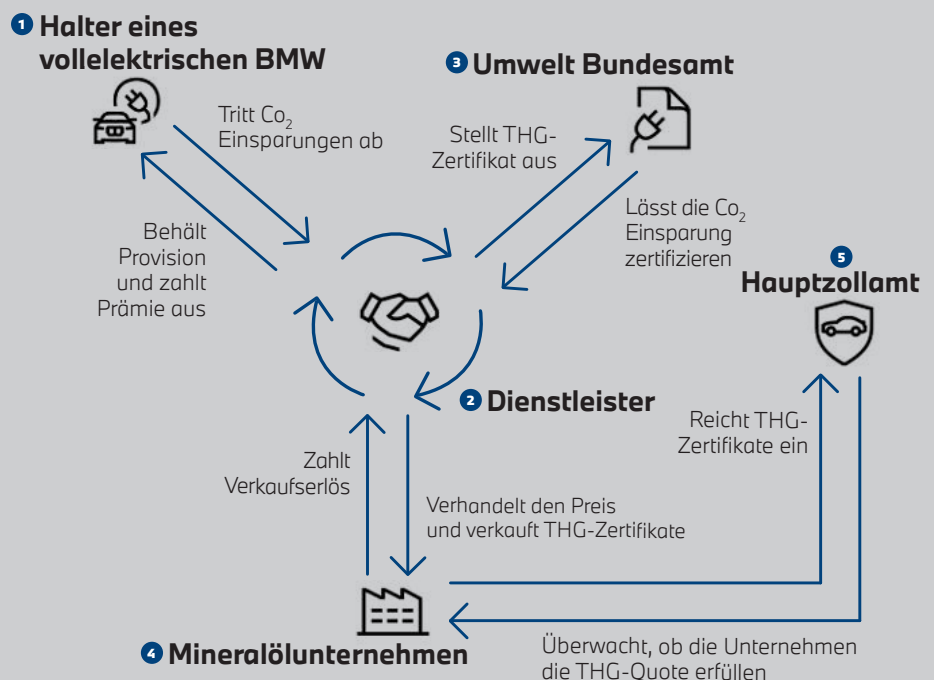 1 Halter eines
vollelektrischen BMW
Tritt Co₂
Einsparungen ab
Behält
Provision
und zahlt
Prämie aus
3 Umwelt Bundesamt
Stellt THG-
Zertifikat aus
Lässt die Co₂
Einsparung
zertifizieren
5
Hauptzollamt
2 Dienstleister
Reicht THG-
Zertifikate ein
Zahlt
Verkaufserlös
Verhandelt den Preis
und verkauft THG-Zertifikate
4 Mineralölunternehmen
Überwacht, ob die Unternehmen
die THG-Quote erfüllen